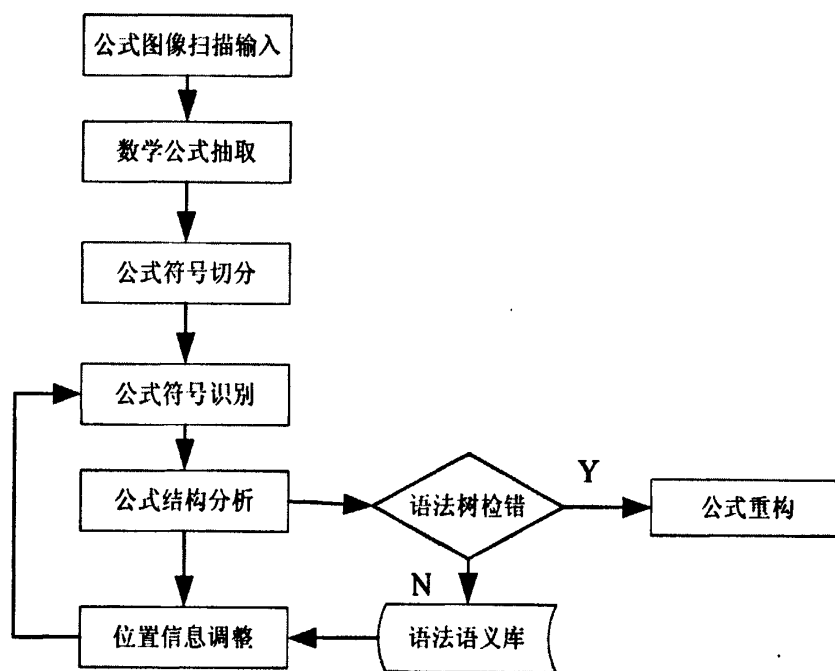 公式图像扫描输入
数学公式抽取
公式符号切分
公式符号识别
公式结构分析
语法树检错
Y
公式重构
N
位置信息调整
语法语义库